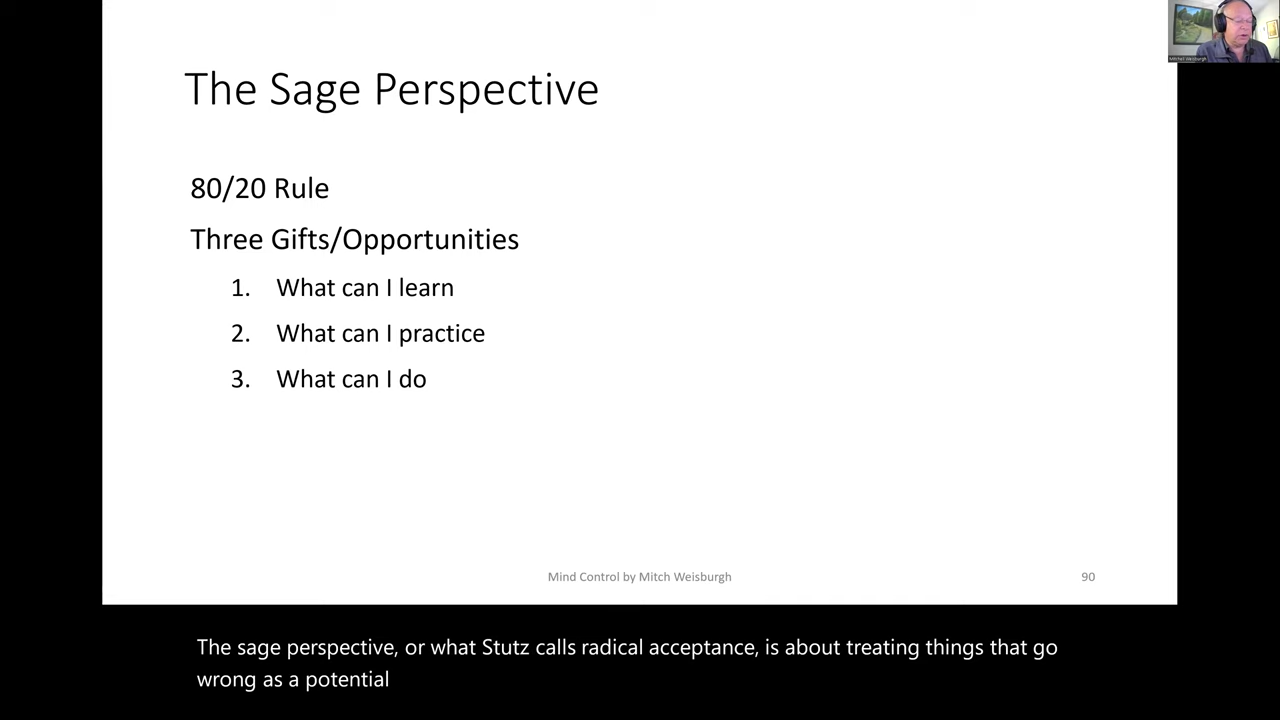 The Sage Perspective
80/20 Rule
Three Gifts/Opportunities
1. What can I learn
2. What can I practice
3. What can I do
Mind Control by Mitch Weisburgh
90
Mitchell Weisburgh
The sage perspective, or what Stutz calls radical acceptance, is about treating things that go
wrong as a potential